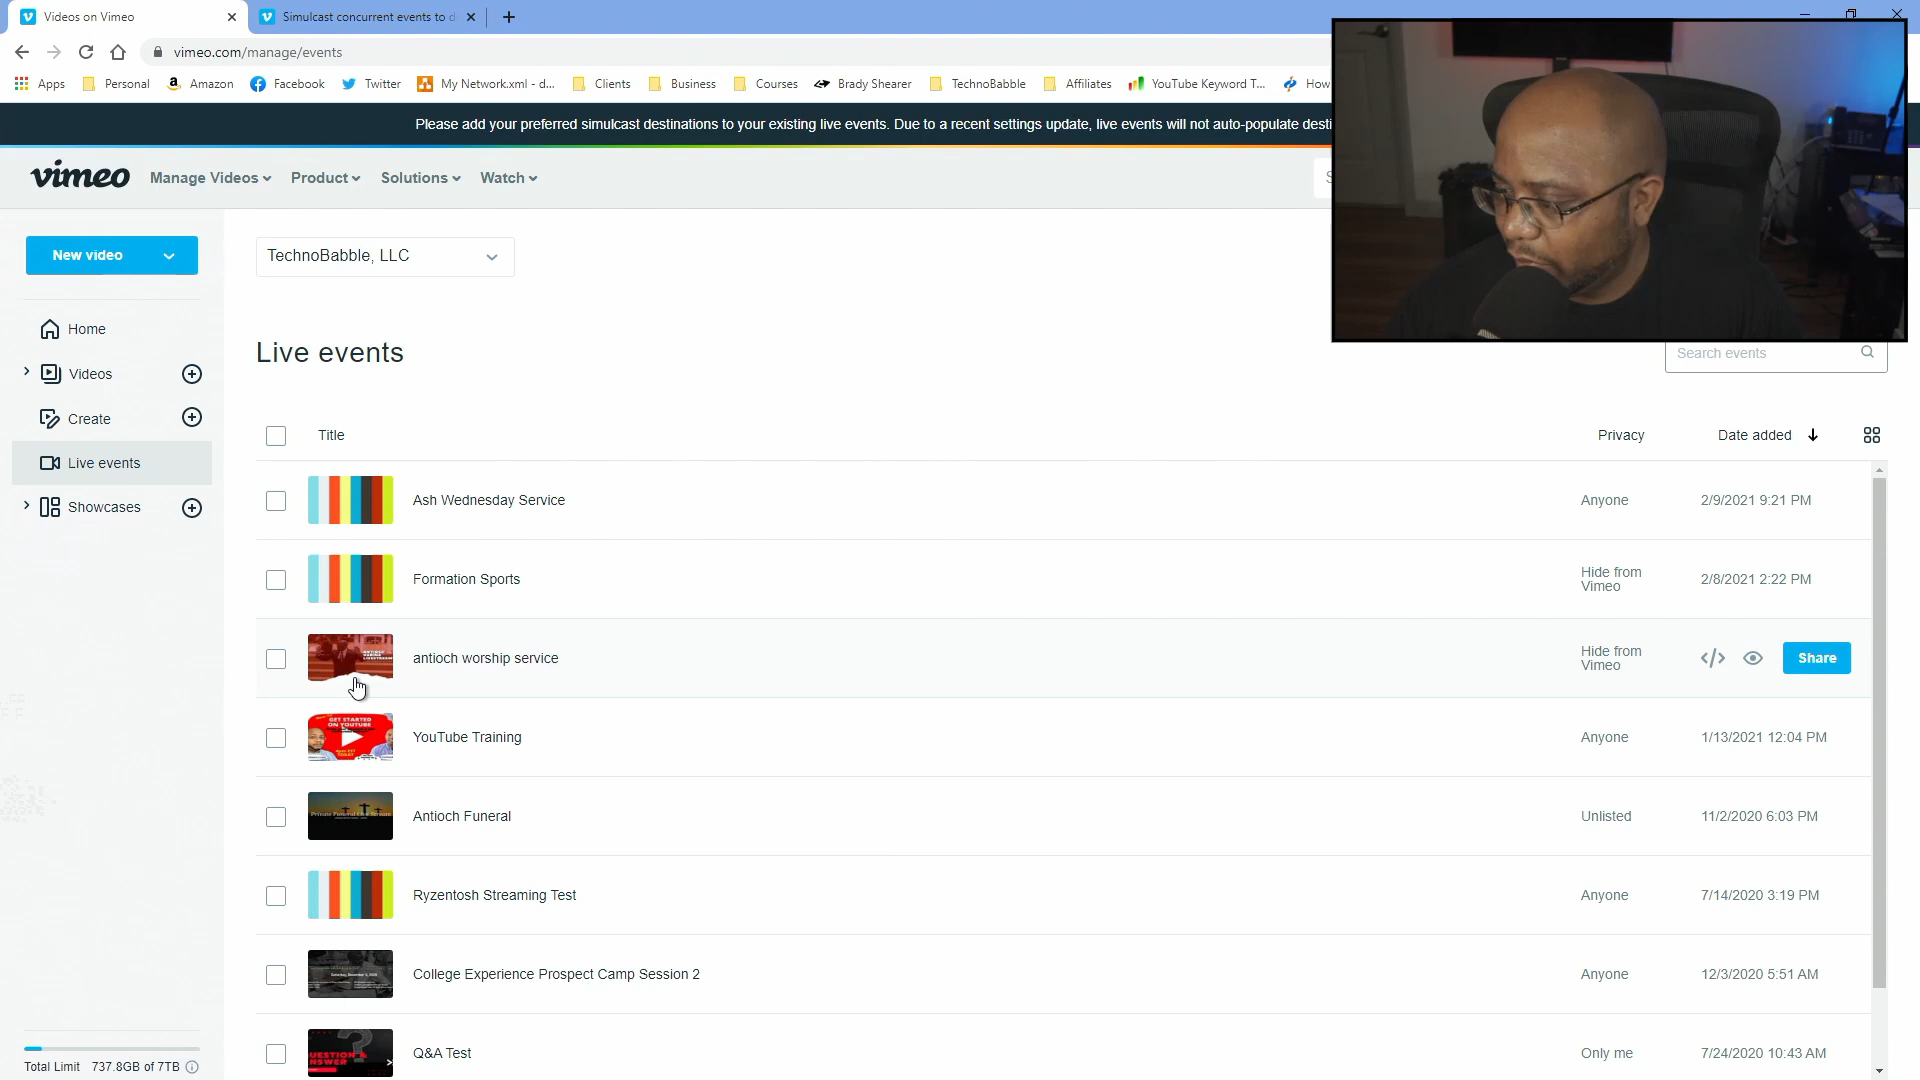 Videos on Vimeo
Simulcast concurrent events to d
vimeo.com/manage/events
Apps
Personal
Amazon
Facebook
Twitter
My Network.xml - d...
Clients
Business
Courses
Brady Shearer
TechnoBabble
Affiliates
YouTube Keyword T...
How
Please add your preferred simulcast destinations to your existing live events. Due to a recent settings update, live events will not auto-populate desti
vimeo
Manage Videos
Product
Solutions
Watch
S
New video
TechnoBabble, LLC
Home
Videos
Create
Live events
Showcases
Live events
Search events
Title
Privacy
Date added
Ash Wednesday Service
Anyone
2/9/2021 9:21 PM
Formation Sports
Hide from
Vimeo
2/8/2021 2:22 PM
antioch worship service
Hide from
Vimeo
Share
GET STARTED
ON YOUTUBE
YouTube Training
Anyone
1/13/2021 12:04 PM
Private Funeral Live Stream
Antioch Funeral
Unlisted
11/2/2020 6:03 PM
Ryzentosh Streaming Test
Anyone
7/14/2020 3:19 PM
College Experience Prospect Camp Session 2
Anyone
12/3/2020 5:51 AM
Q&A Test
Only me
7/24/2020 10:43 AM
Total Limit 737.8GB of 7TB